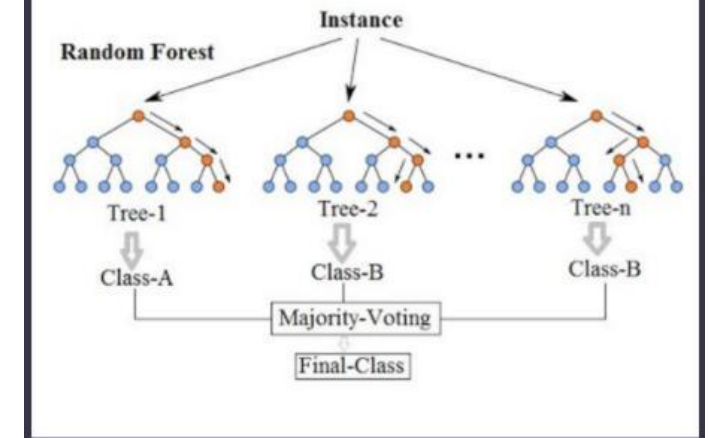 Instance
Random Forest
...
Tree-1
Tree-2
Tree-n
Class-A
Class-B
Class-B
Majority-Voting
Final-Class